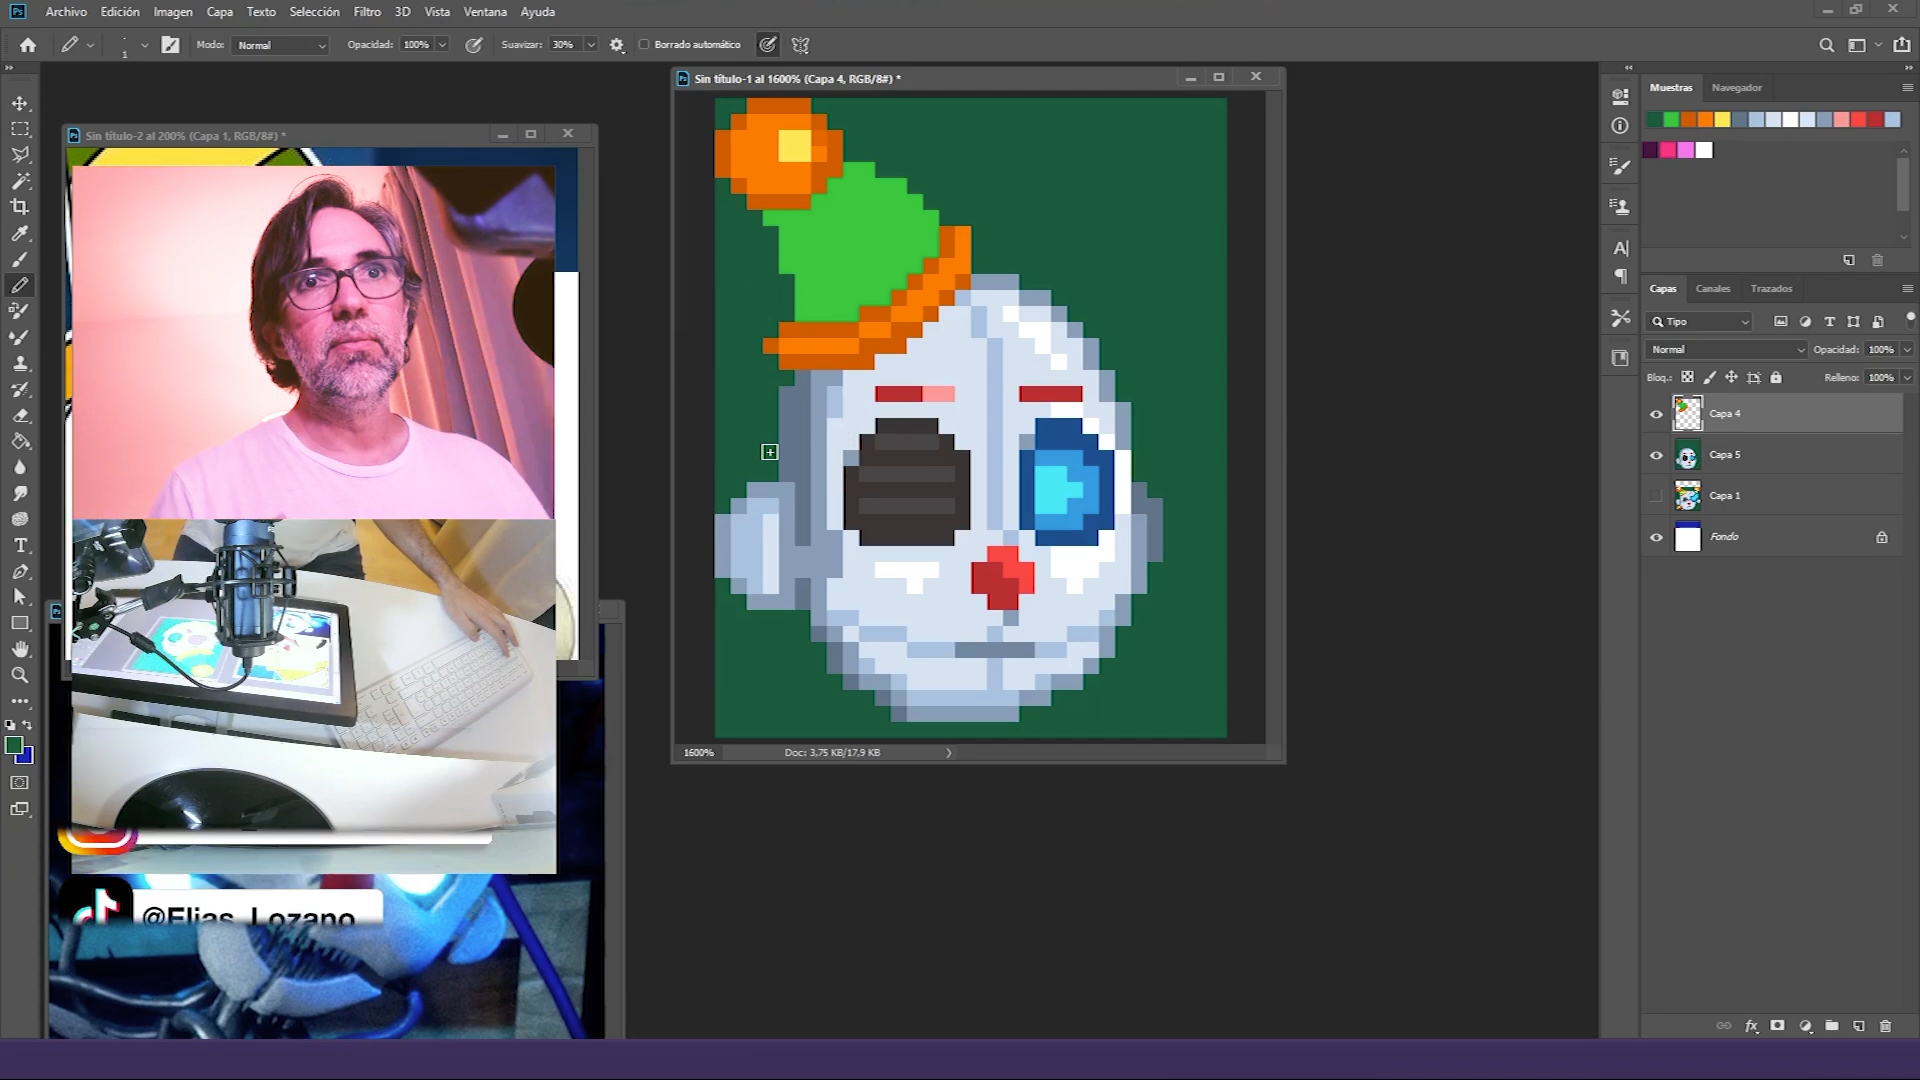 Ps
Archivo
Edición
Imagen
Capa
Texto
Selección
Filtro
3D
Vista
Ventana
Ayuda
1
Modo:
Normal
Opacidad:
100%
Suavizar:
30%
Borrado automático
Sin título-2 al 200% (Capa 1, RGB/8#) *
Sin título-1 al 1600% (Capa 4, RGB/8#) *
1600%
Doc: 3,75 KB/17,9 KB
@Elias_Lozano
Muestras
Navegador
Capas
Canales
Trazados
Tipo
Normal
Opacidad:
100%
Bloq.:
Relleno:
100%
Capa 4
Capa 5
Capa 1
Fondo